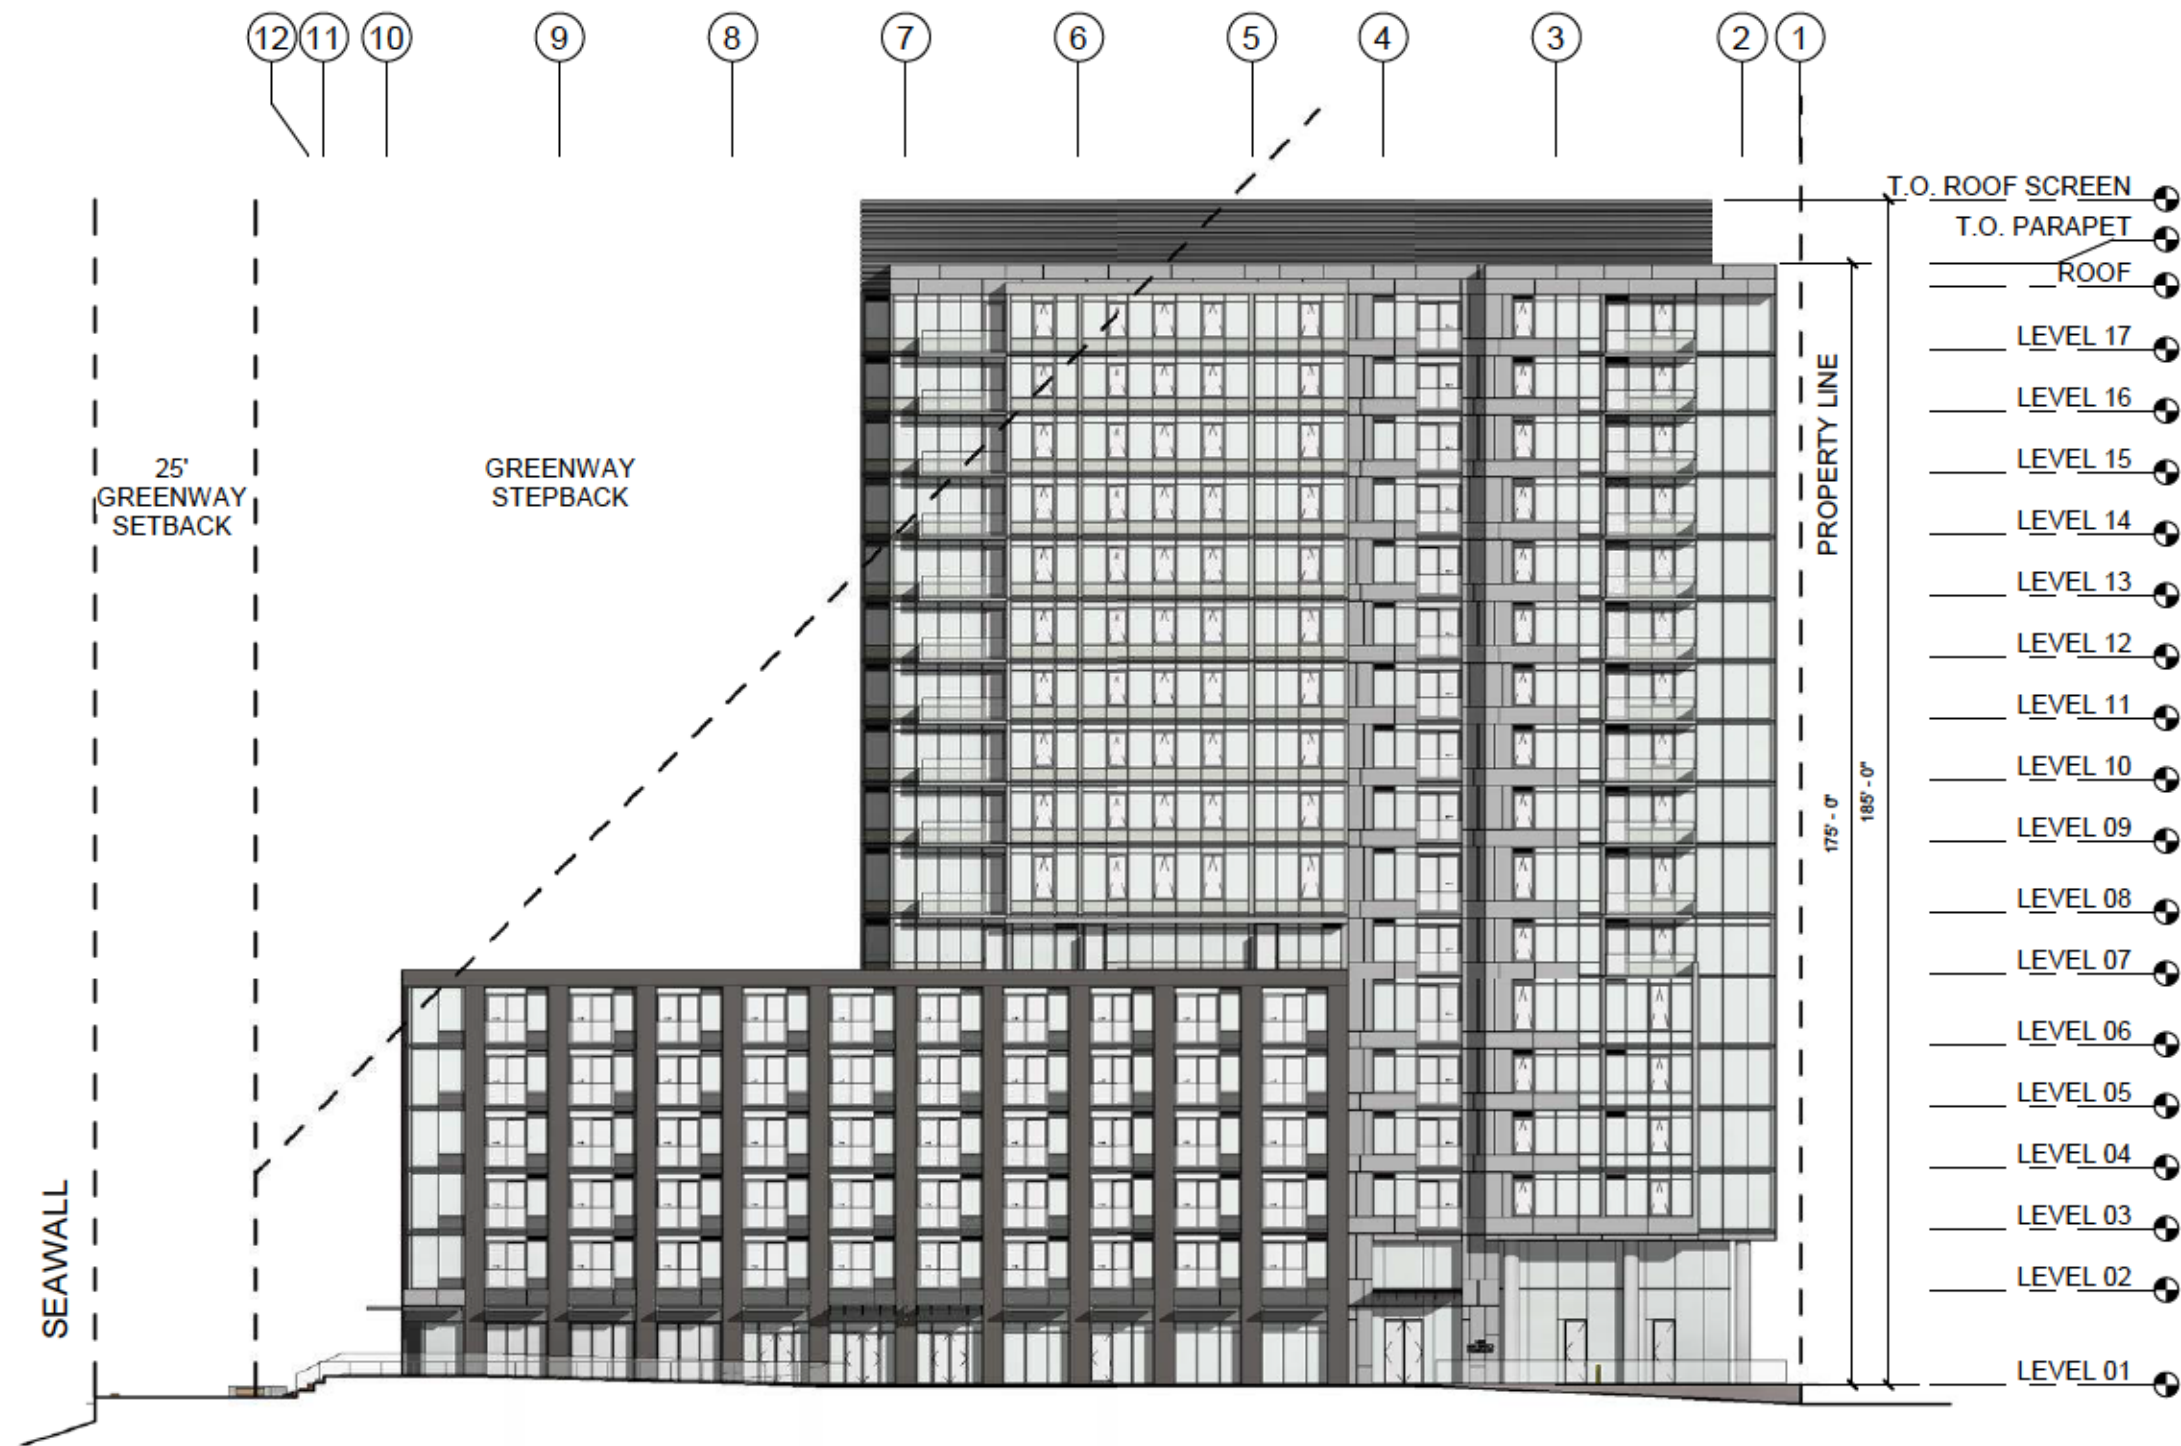 12 11 10 9 8 7 6 5 4 3 2 1
T.O. ROOF SCREEN
T.O. PARAPET
ROOF
LEVEL 17
LEVEL 16
LEVEL 15
LEVEL 14
LEVEL 13
LEVEL 12
LEVEL 11
LEVEL 10
LEVEL 09
LEVEL 08
LEVEL 07
LEVEL 06
LEVEL 05
LEVEL 04
LEVEL 03
LEVEL 02
LEVEL 01
25'
GREENWAY
SETBACK
GREENWAY
STEPBACK
PROPERTY LINE
175' - 0"
185' - 0"
SEAWALL